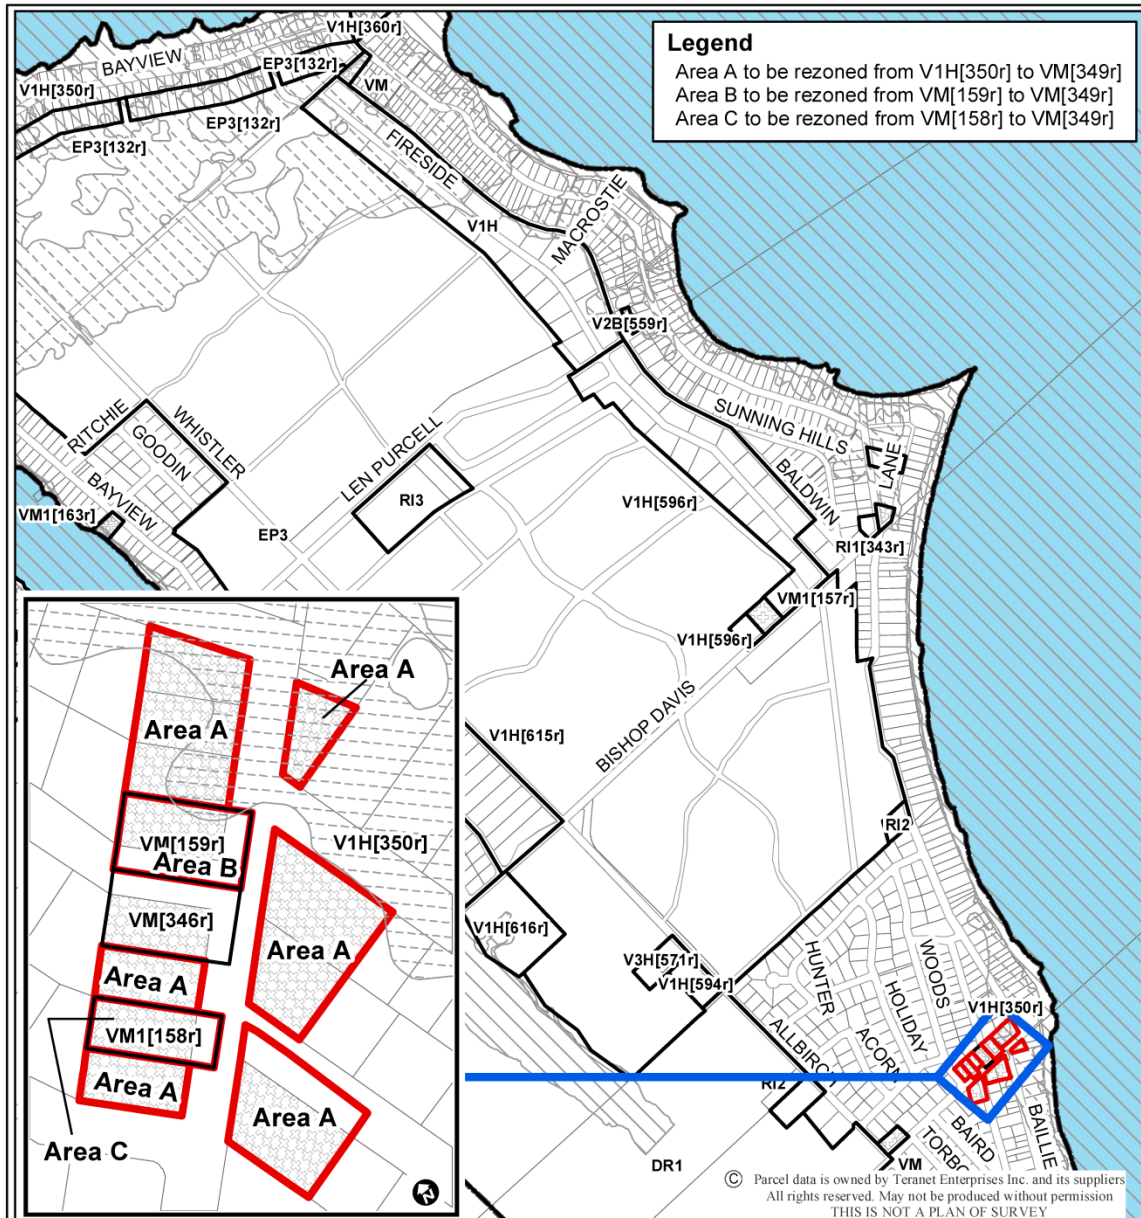 V1H[360r]
BAYVIEW
EP3[132r]
V1H[350r]
VM
EP3[132r]
EP3[132r]
Legend
Area A to be rezoned from V1H[350r] to VM[349r]
Area B to be rezoned from VM[159r] to VM[349r]
Area C to be rezoned from VM[158r] to VM[349r]
FIRESIDE
MACROSTIE
V1H
V2B[559r]
SUNNING HILLS
LANE
BALDWIN
RITCHIE
WHISTLER
GOODIN
BAYVIEW
LEN PURCELL
RI3
V1H[596r]
VM1[163r]
EP3
RI1[343r]
VM1[157r]
V1H[596r]
BISHOP DAVIS
V1H[615r]
RI2
V1H[616r]
V3H[571r]
V1H[594r]
HUNTER
WOODS
HOLIDAY
ACORN
ALLBIRCH
V1H[350r]
RI2
BAIRD
BAILLIE
VM
DR1
Area A
Area A
VM[159r]
Area B
V1H[350r]
VM[346r]
Area A
Area A
VM1[158r]
Area A
Area A
Area C
© Parcel data is owned by Teranet Enterprises Inc. and its suppliers
All rights reserved. May not be produced without permission
THIS IS NOT A PLAN OF SURVEY